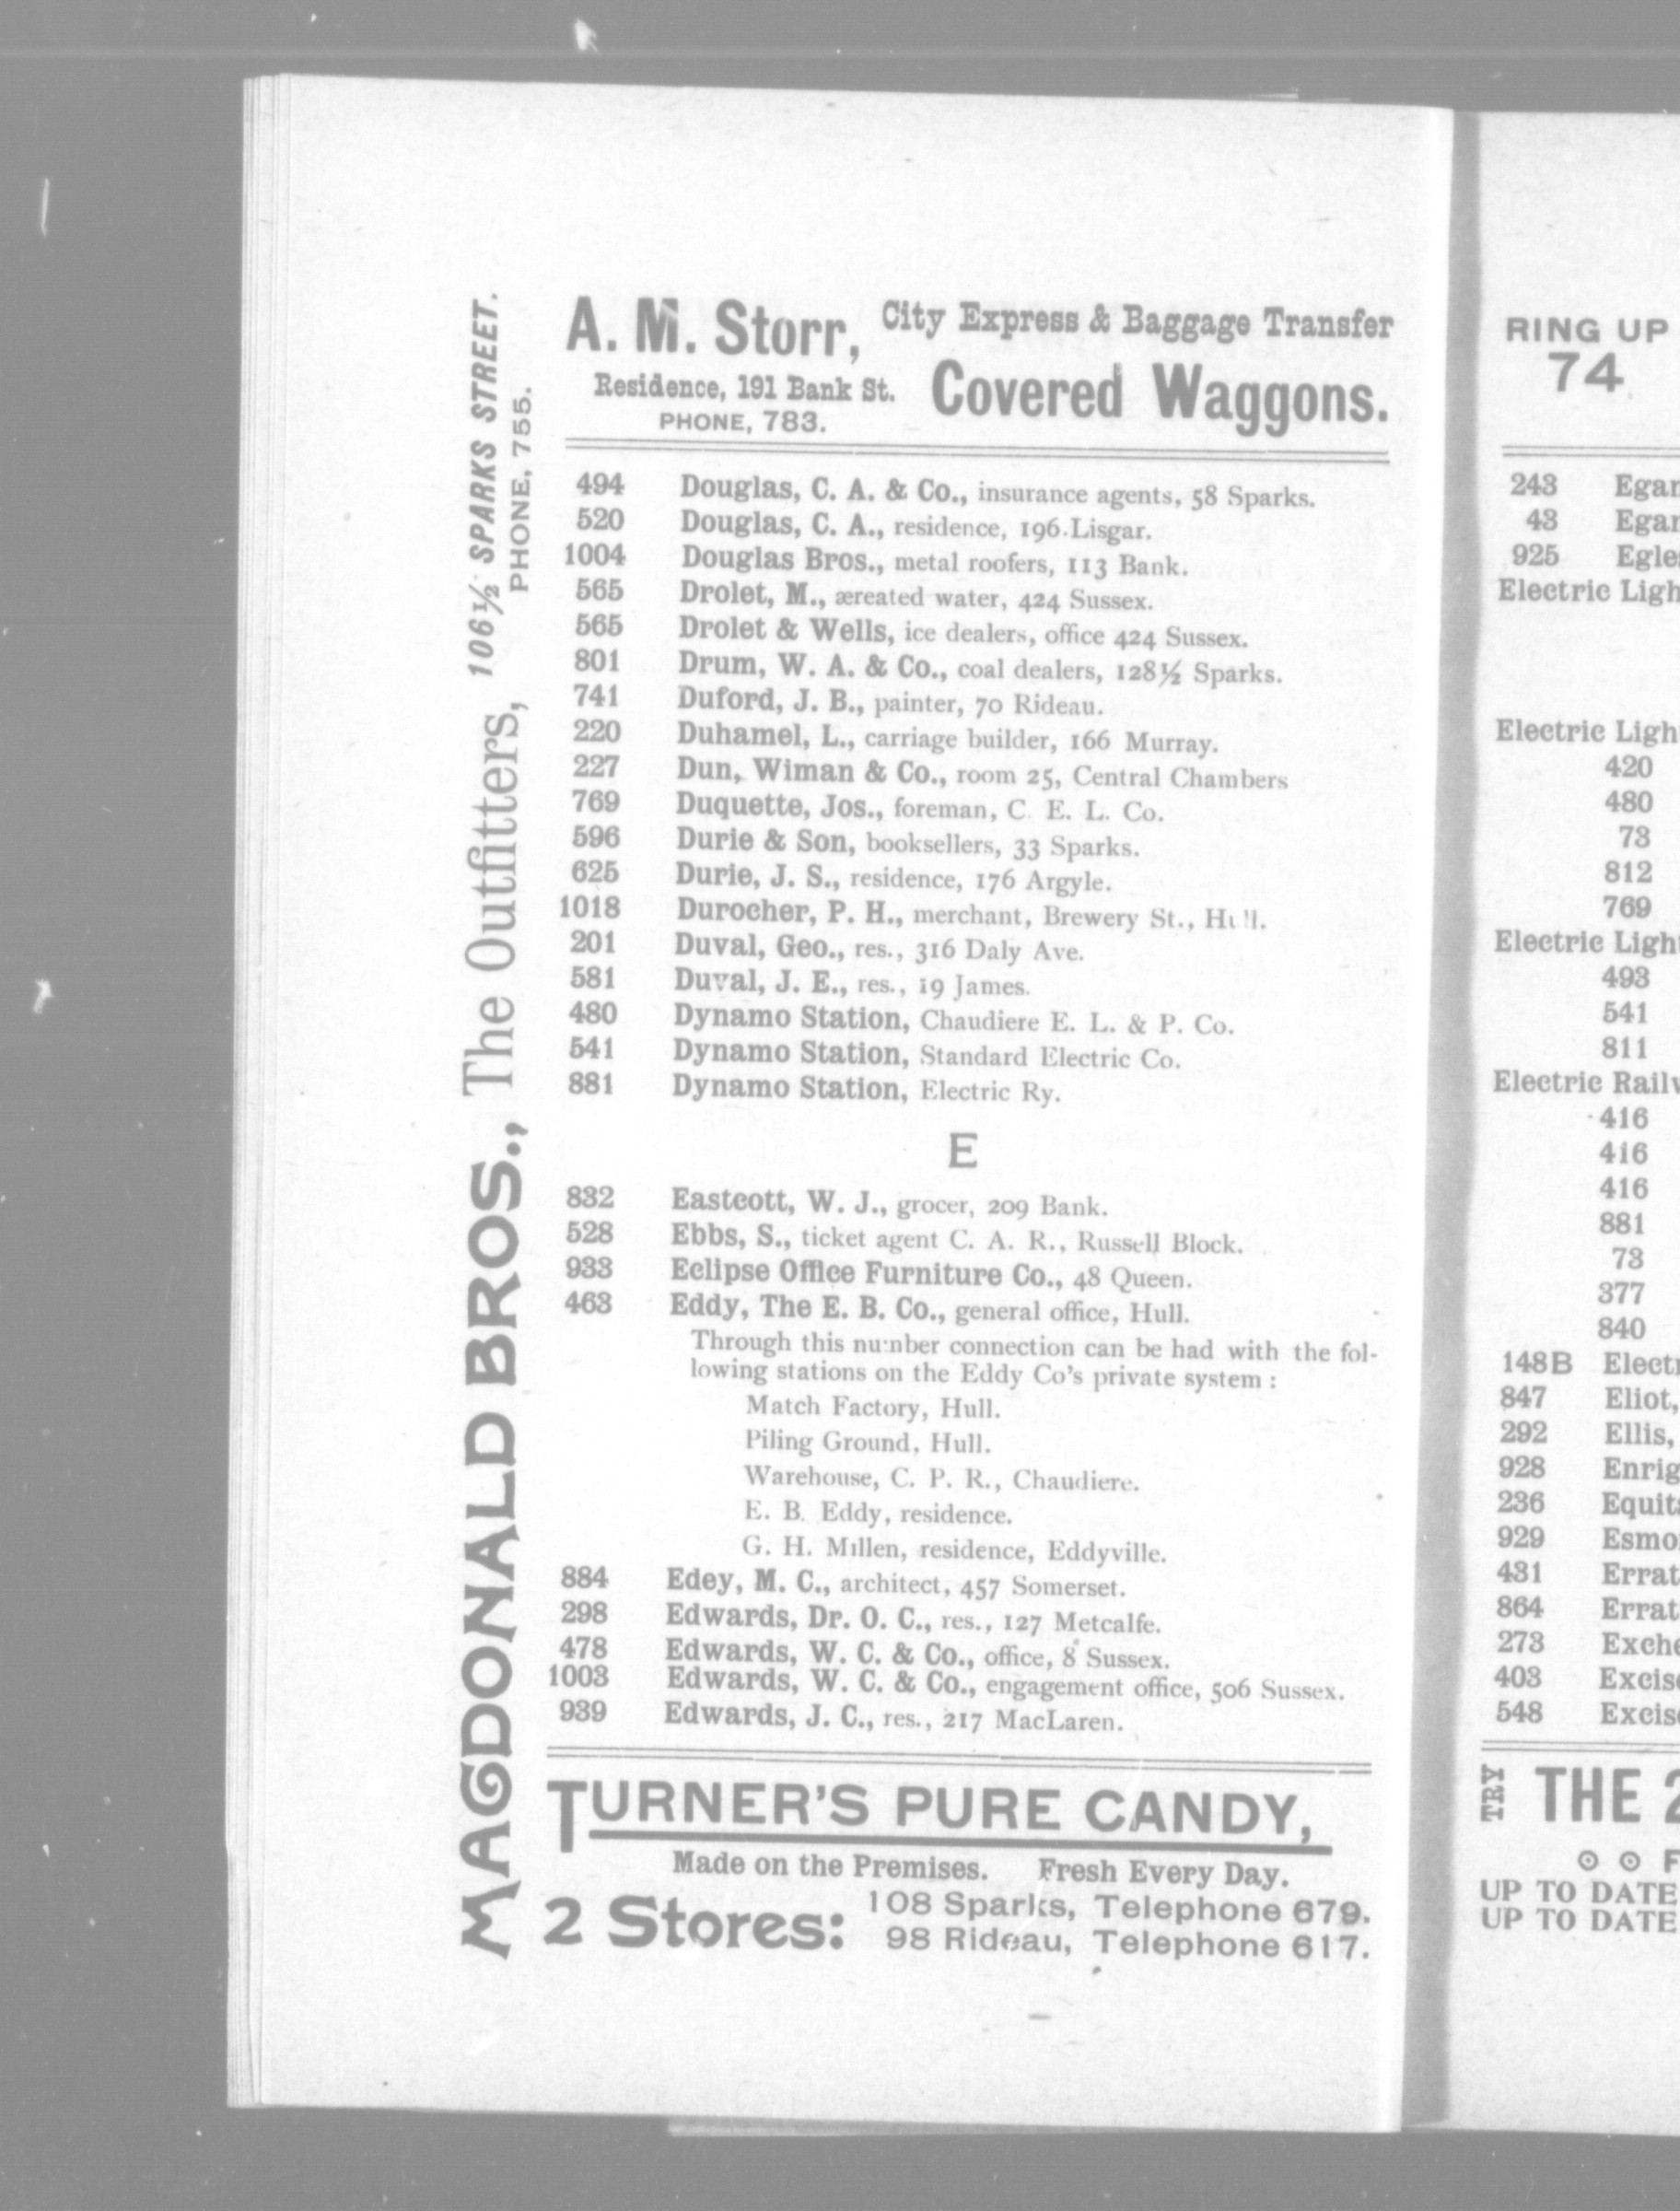 A. M. Storr, City Express & Baggage Transfer
Residence, 191 Bank St. Covered Waggons.
PHONE, 783.
494 Douglas, C. A. & Co., insurance agents, 58 Sparks.
520 Douglas, C. A., residence, 196 Lisgar.
1004 Douglas Bros., metal roofers, 113 Bank.
565 Drolet, M., æreated water, 424 Sussex.
565 Drolet & Wells, ice dealers, office 424 Sussex.
801 Drum, W. A. & Co., coal dealers, 128½ Sparks.
741 Duford, J. B., painter, 70 Rideau.
220 Duhamel, L., carriage builder, 166 Murray.
227 Dun, Wiman & Co., room 25, Central Chambers
769 Duquette, Jos., foreman, C. E. L. Co.
596 Durie & Son, booksellers, 33 Sparks.
625 Durie, J. S., residence, 176 Argyle.
1018 Durocher, P. H., merchant, Brewery St., Hull.
201 Duval, Geo., res., 316 Daly Ave.
581 Duval, J. E., res., 19 James.
480 Dynamo Station, Chaudiere E. L. & P. Co.
541 Dynamo Station, Standard Electric Co.
881 Dynamo Station, Electric Ry.
E
832 Eastcott, W. J., grocer, 209 Bank.
528 Ebbs, S., ticket agent C. A. R., Russell Block.
933 Eclipse Office Furniture Co., 48 Queen.
463 Eddy, The E. B. Co., general office, Hull.
Through this number connection can be had with the fol-
lowing stations on the Eddy Co's private system :
Match Factory, Hull.
Piling Ground, Hull.
Warehouse, C. P. R., Chaudiere.
E. B. Eddy, residence.
G. H. Millen, residence, Eddyville.
884 Edey, M. C., architect, 457 Somerset.
298 Edwards, Dr. O. C., res., 127 Metcalfe.
478 Edwards, W. C. & Co., office, 8 Sussex.
1003 Edwards, W. C. & Co., engagement office, 506 Sussex.
939 Edwards, J. C., res., 217 MacLaren.
TURNER'S PURE CANDY,
Made on the Premises. Fresh Every Day.
2 Stores: 108 Sparks, Telephone 679.
98 Rideau, Telephone 617.
MACDONALD BROS., The Outfitters, 106½ SPARKS STREET.
PHONE, 755.
RING UP
74
243
43
925
Electric
Electric
420
480
73
812
769
Electric
493
541
811
Electric
416
416
416
881
73
377
840
148B
847 Eliot,
292 Ellis,
928
236
929
431
864
273
403
548
TRY THE
UP TO DATE
UP TO DATE